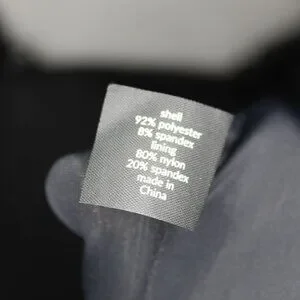 shell
92% polyester
8% spandex
lining
80% nylon
20% spandex
made in
China